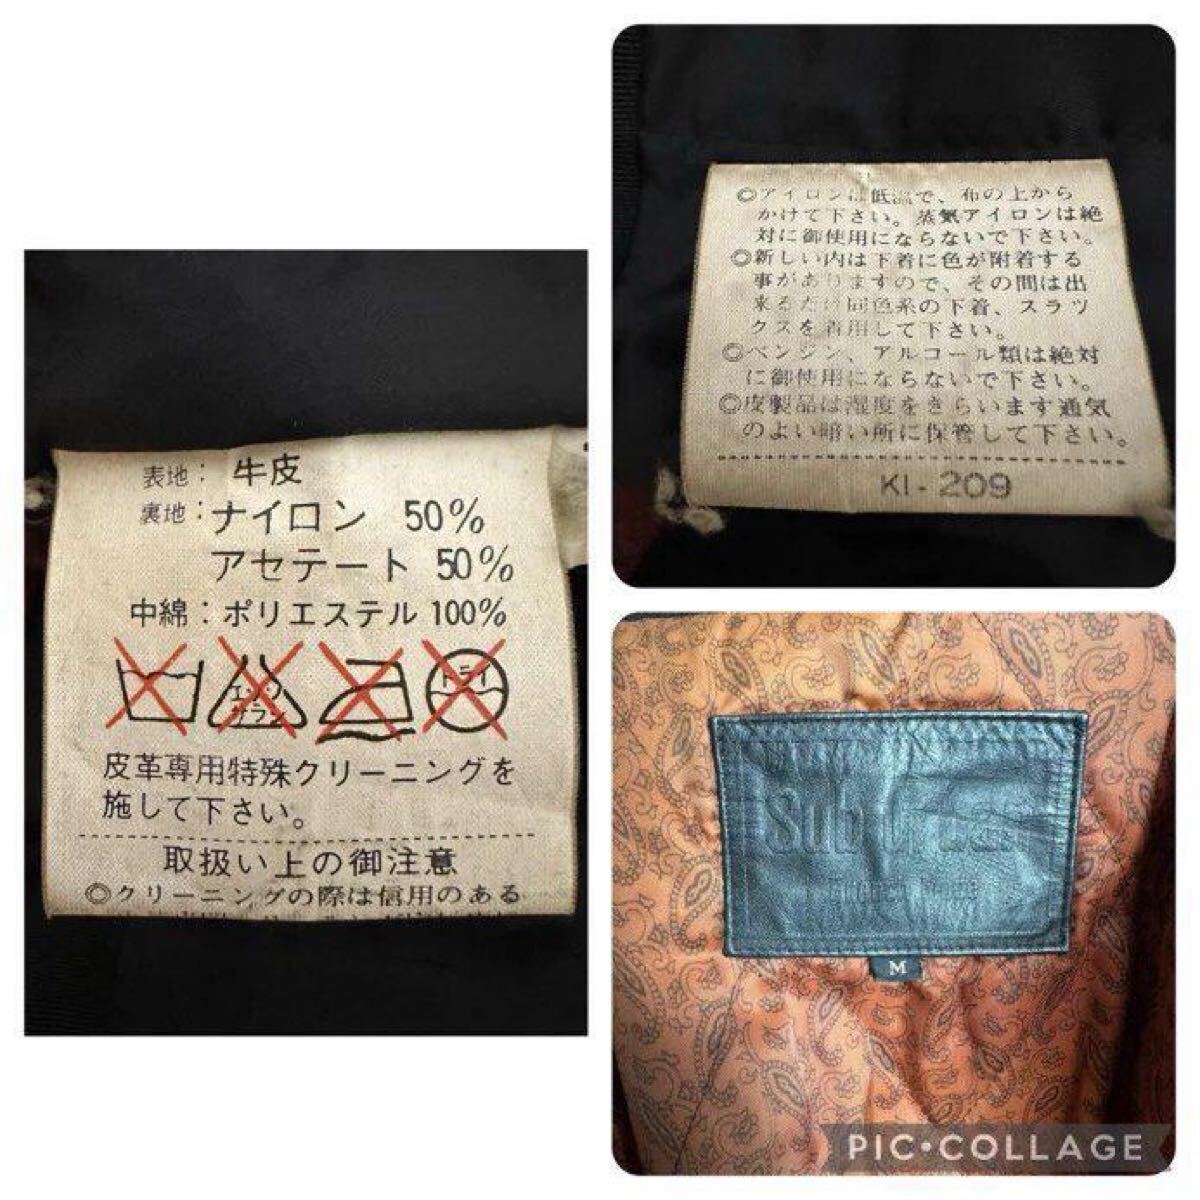 表地：牛皮
裏地：ナイロン 50%
アセテート 50%
中綿：ポリエステル 100%
エンソ
サラシ
ドライ
皮革専用特殊クリーニングを
施して下さい。
取扱い上の御注意
◎クリーニングの際は信用のある
◎アイロンは低温で、布の上から
かけて下さい。蒸気アイロンは絶
対に御使用にならないで下さい。
◎新しい内は下着に色が附着する
事がありますので、その間は出
来るだけ同色系の下着、スラッ
クスを着用して下さい。
◎ベンジン、アルコール類は絶対
に御使用にならないで下さい。
◎皮製品は湿度をきらいます通気
のよい暗い所に保管して下さい。
KI-209
M
PIC•COLLAGE